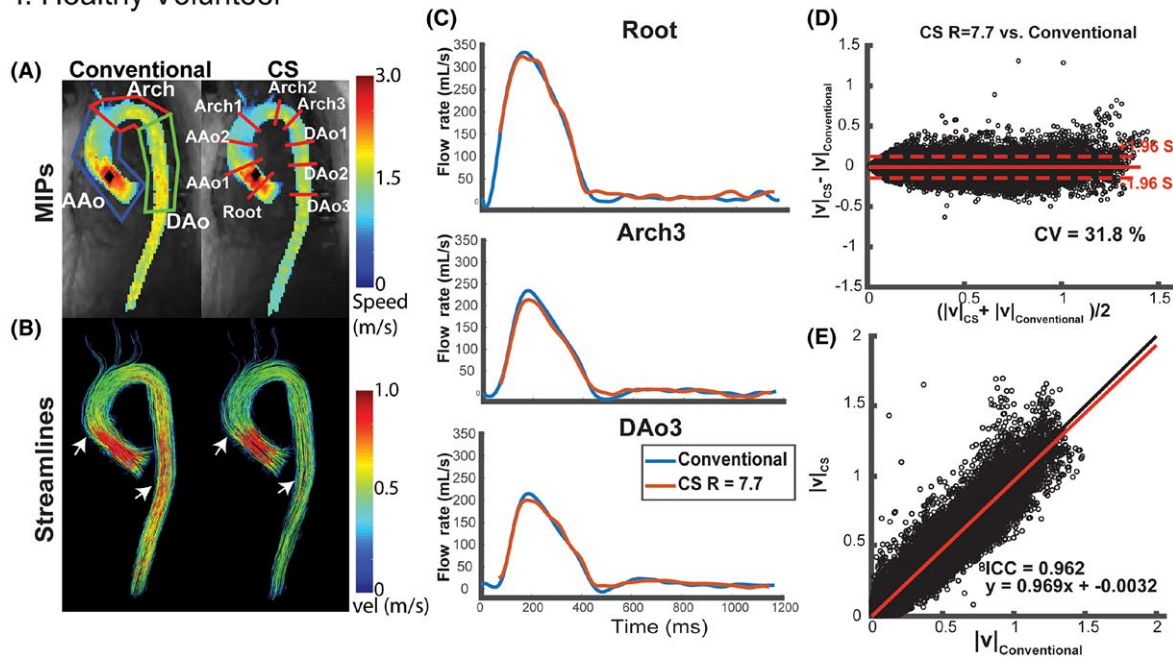 I. Healthy Volunteer
(A)
Conventional
CS
Arch
Arch2
Arch1
Arch3
AAo2
DAo1
DAo2
AAo1
AAo
DAo
Root
DAo3
MIPs
3.0
1.5
0
Speed
(m/s)
(B)
Streamlines
1.0
0.5
0.0
vel (m/s)
(C)
Root
Flow rate (mL/s)
350
300
250
200
150
100
50
0
Arch3
Flow rate (mL/s)
350
300
250
200
150
100
50
0
DAo3
Flow rate (mL/s)
350
300
250
200
150
100
50
0
Conventional
CS R = 7.7
0 200 400 600 800 1000 1200
Time (ms)
(D)
CS R=7.7 vs. Conventional
|v|CS- |v|Conventional
1.5
1
0.5
0
-0.5
-1
-1.5
+1.96 S
1.96 S
CV = 31.8 %
0 0.5 1 1.5
(|v|CS+ |v|Conventional )/2
(E)
|v|CS
2
1.5
1
0.5
0
8ICC = 0.962
y = 0.969x + -0.0032
0 0.5 1 1.5 2
|v|Conventional